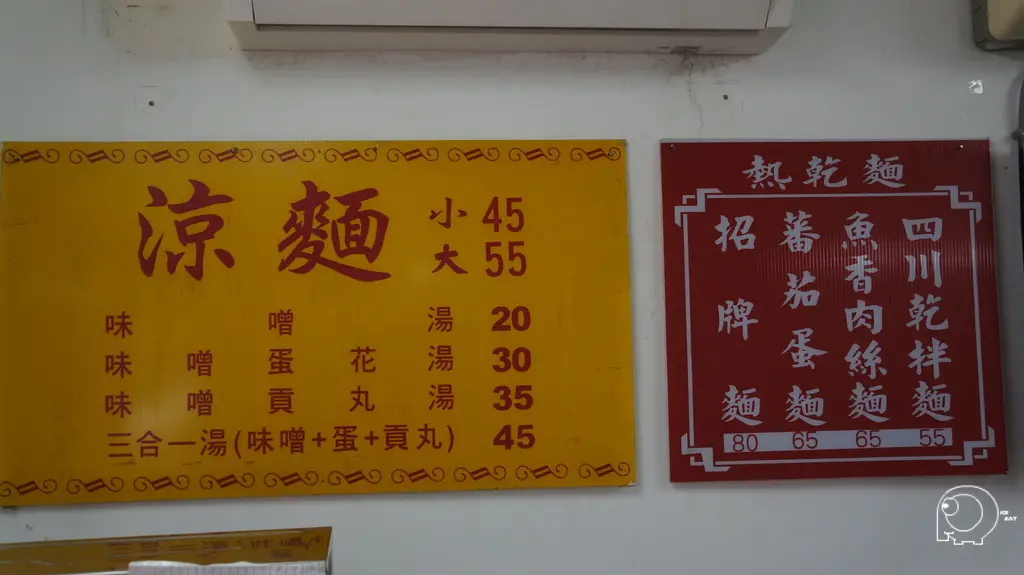 涼麵 小 45
大 55
味噌湯 20
味噌蛋花湯 30
味噌貢丸湯 35
三合一湯(味噌+蛋+貢丸) 45
熱乾麵
四川乾拌麵 55
魚香肉絲麵 65
蕃茄蛋麵 65
招牌麵 80